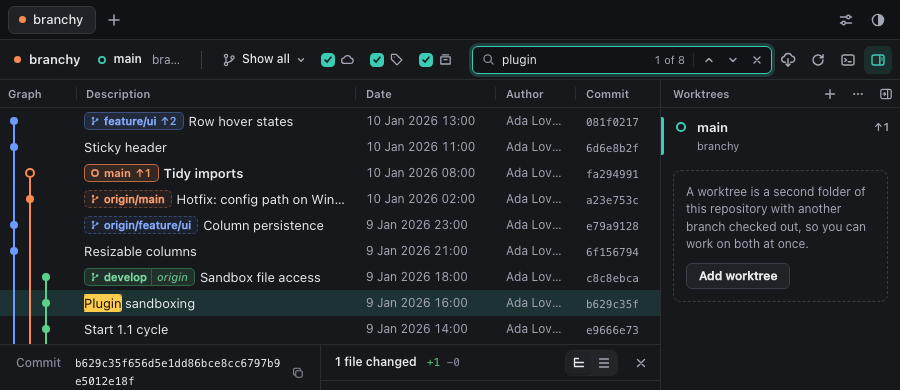 branchy
branchy main bra... Show all plugin 1 of 8
Graph Description Date Author Commit Worktrees
feature/ui ↑2 Row hover states 10 Jan 2026 13:00 Ada Lov... 081f0217
main ↑1
branchy
Sticky header 10 Jan 2026 11:00 Ada Lov... 6d6e8b2f
main ↑1 Tidy imports 10 Jan 2026 08:00 Ada Lov... fa294991
origin/main Hotfix: config path on Win... 10 Jan 2026 02:00 Ada Lov... a23e753c
origin/feature/ui Column persistence 9 Jan 2026 23:00 Ada Lov... e79a9128
Resizable columns 9 Jan 2026 21:00 Ada Lov... 6f156794
develop origin Sandbox file access 9 Jan 2026 18:00 Ada Lov... c8c8ebca
Plugin sandboxing 9 Jan 2026 16:00 Ada Lov... b629c35f
Start 1.1 cycle 9 Jan 2026 14:00 Ada Lov... e9666e73
A worktree is a second folder of
this repository with another
branch checked out, so you can
work on both at once.
Add worktree
Commit b629c35f656d5e1dd86bce8cc6797b9
e5012e18f
1 file changed +1 −0